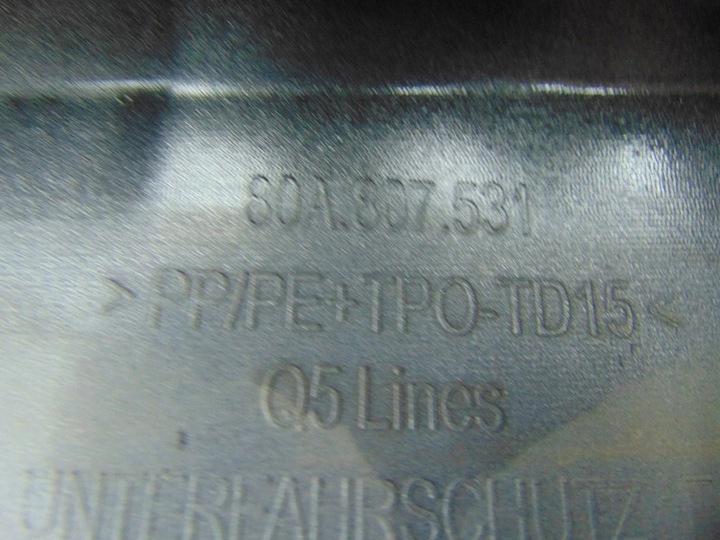 80A.807.531
>PP/PE+TPO-TD15<
Q5 Lines
UNTERFAHRSCHUTZ